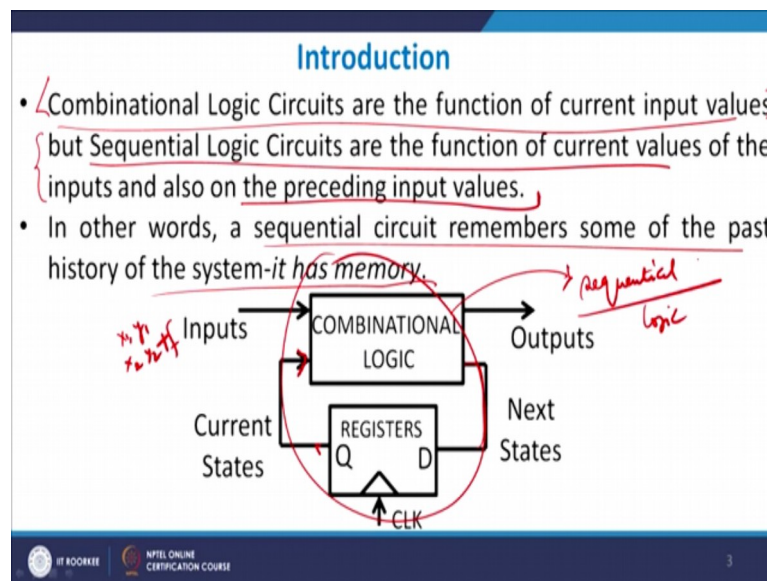 Introduction
• Combinational Logic Circuits are the function of current input values
but Sequential Logic Circuits are the function of current values of the
inputs and also on the preceding input values.
• In other words, a sequential circuit remembers some of the past
history of the system-it has memory.
sequential
logic
Inputs
COMBINATIONAL
LOGIC
Outputs
Current
States
REGISTERS
Q
D
Next
States
CLK
IIT ROORKEE
NPTEL ONLINE
CERTIFICATION COURSE
3